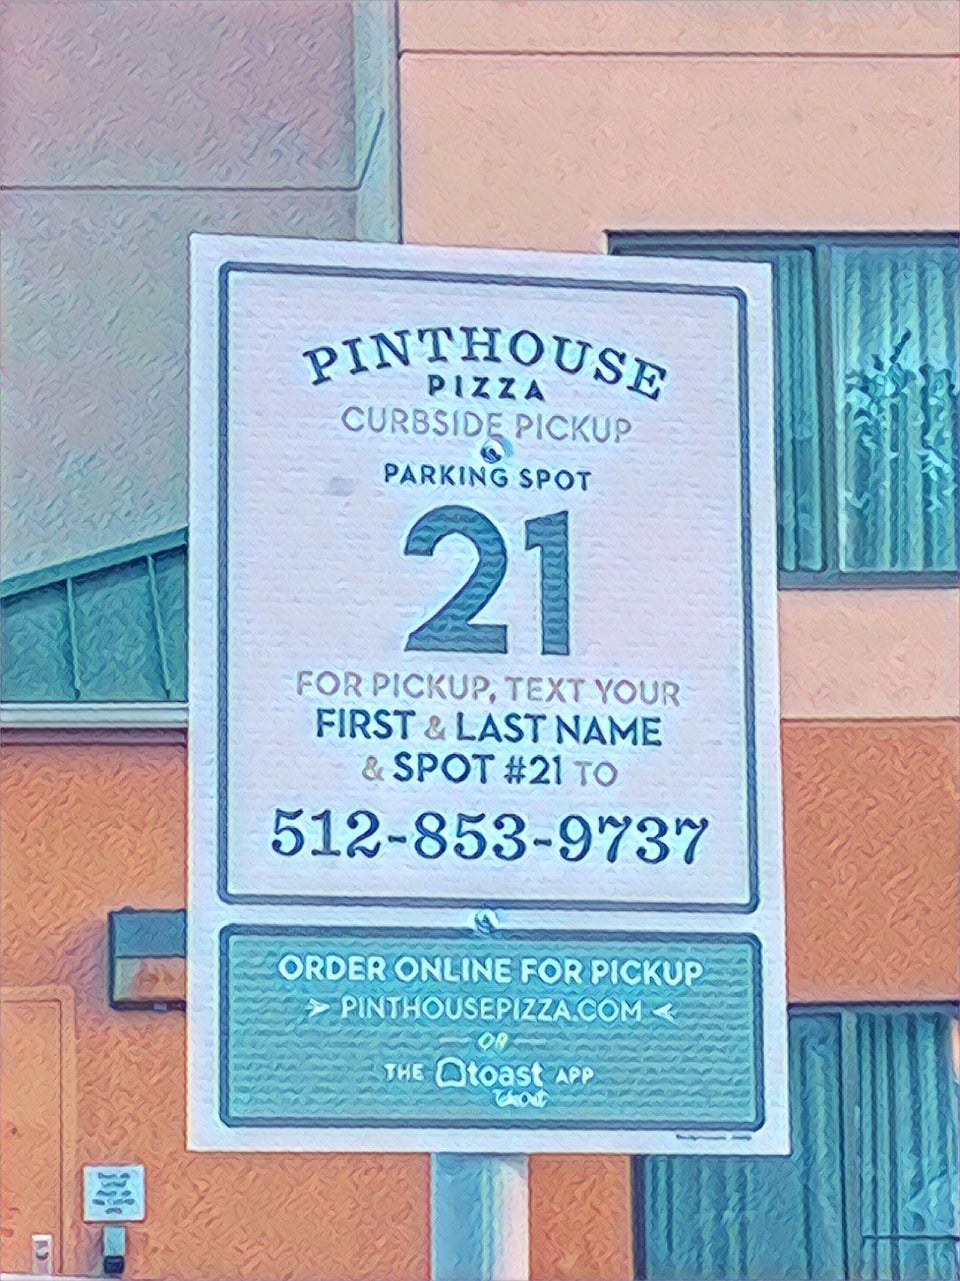 PINTHOUSE
PIZZA
CURBSIDE PICKUP
PARKING SPOT
21
FOR PICKUP, TEXT YOUR
FIRST & LAST NAME
& SPOT #21 TO
512-853-9737
ORDER ONLINE FOR PICKUP
PINTHOUSEPIZZA.COM
OR
THE toast APP
TakeOut